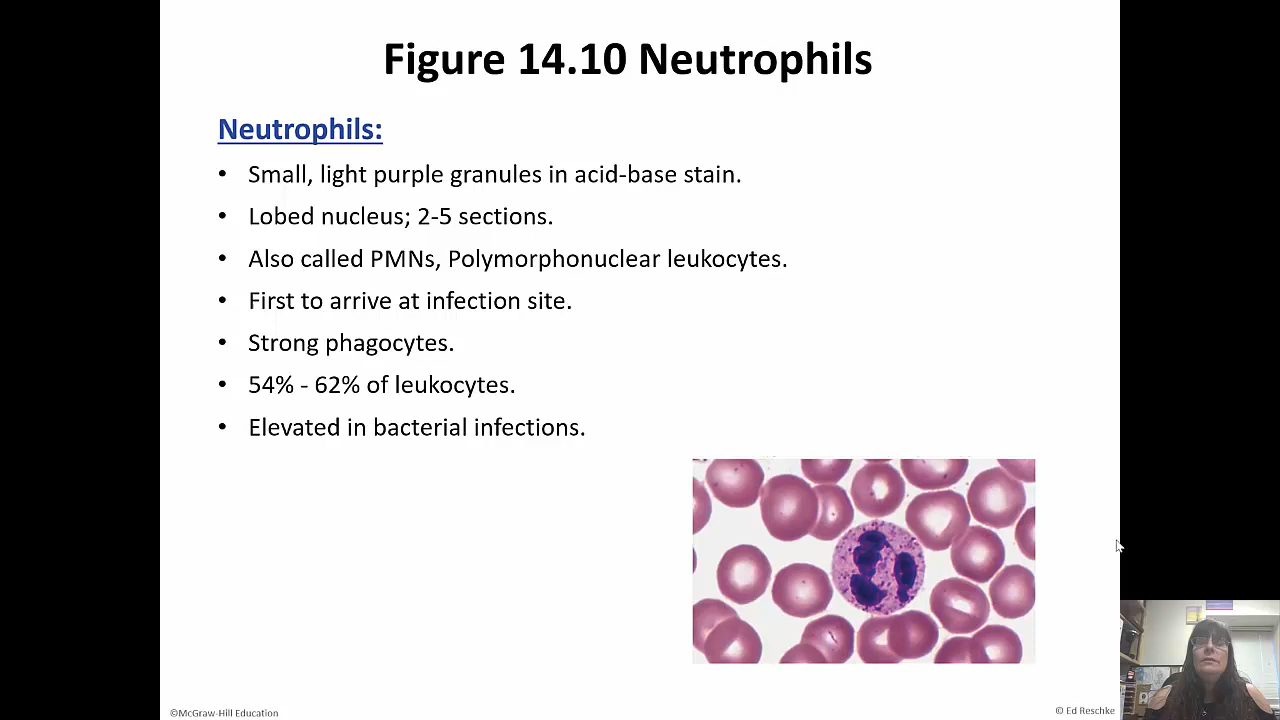 Figure 14.10 Neutrophils
Neutrophils:
• Small, light purple granules in acid-base stain.
• Lobed nucleus; 2-5 sections.
• Also called PMNs, Polymorphonuclear leukocytes.
• First to arrive at infection site.
• Strong phagocytes.
• 54% - 62% of leukocytes.
• Elevated in bacterial infections.
©McGraw-Hill Education
© Ed Reschke